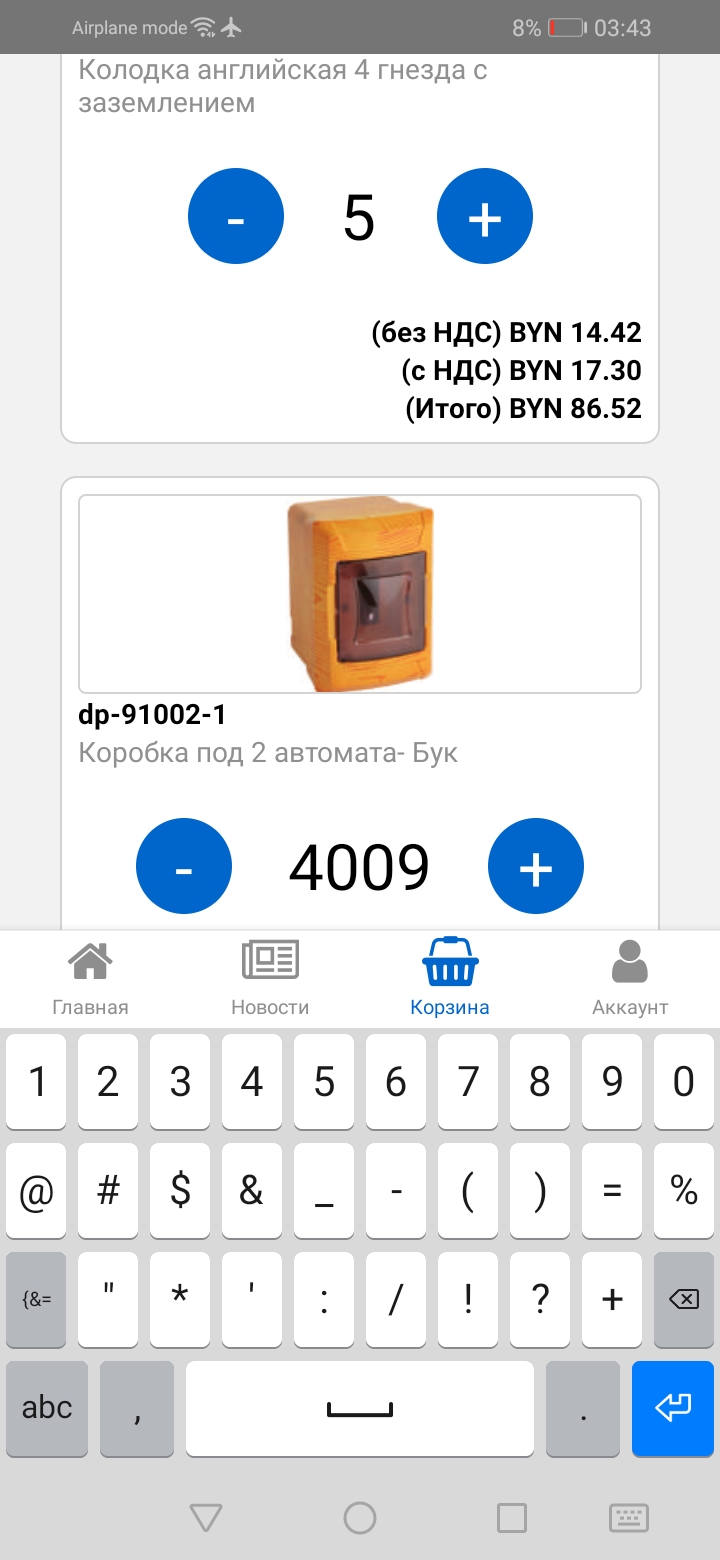 Airplane mode 8% 03:43
Колодка английская 4 гнезда с
заземлением
- 5 +
(без НДС) BYN 14.42
(с НДС) BYN 17.30
(Итого) BYN 86.52
dp-91002-1
Коробка под 2 автомата- Бук
- 4009 +
Главная Новости Корзина Аккаунт
1 2 3 4 5 6 7 8 9 0
@ # $ & _ - ( ) = %
{&= " * ' : / ! ? +
abc , .